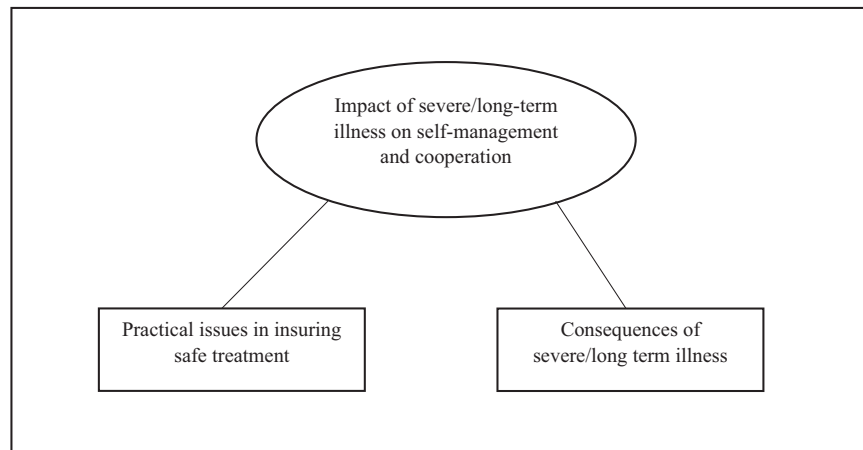 Impact of severe/long-term
illness on self-management
and cooperation
Practical issues in insuring
safe treatment
Consequences of
severe/long term illness